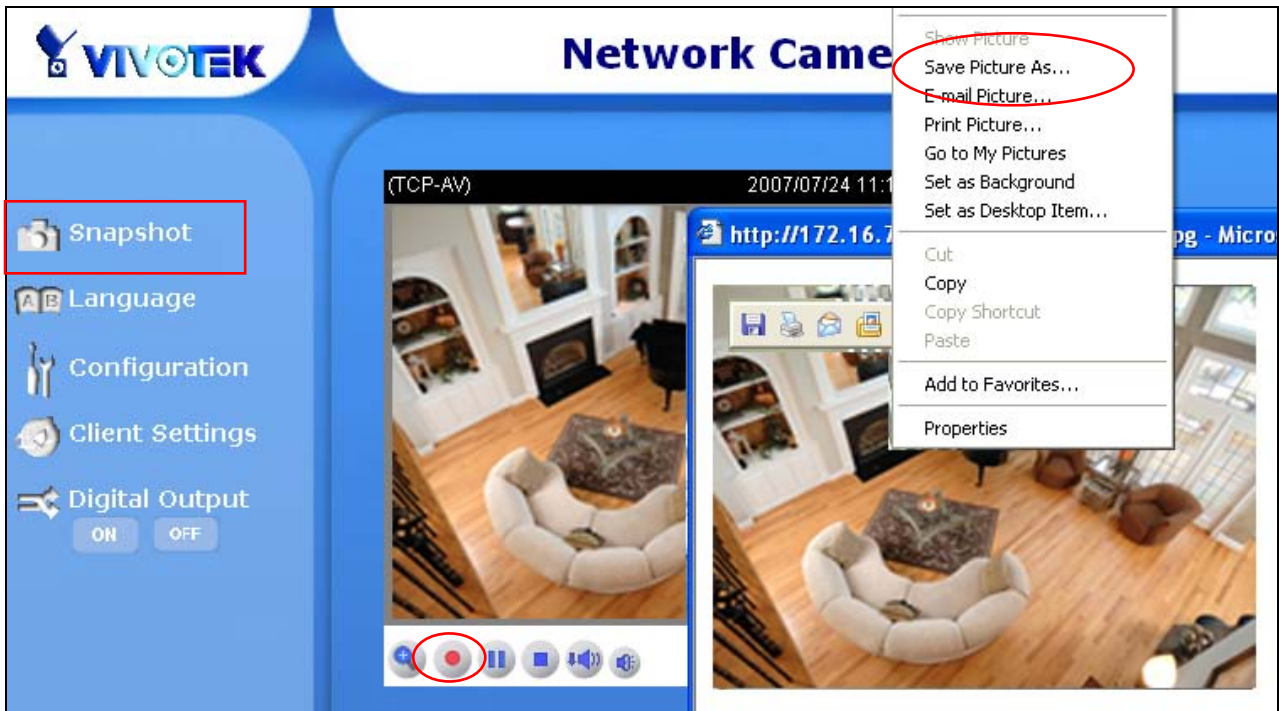 VIVOTEK
Network Came
Snapshot
Language
Configuration
Client Settings
Digital Output
ON OFF
(TCP-AV) 2007/07/24 11:1
http://172.16.7 pg - Micro
Show Picture
Save Picture As...
E-mail Picture...
Print Picture...
Go to My Pictures
Set as Background
Set as Desktop Item...
Cut
Copy
Copy Shortcut
Paste
Add to Favorites...
Properties